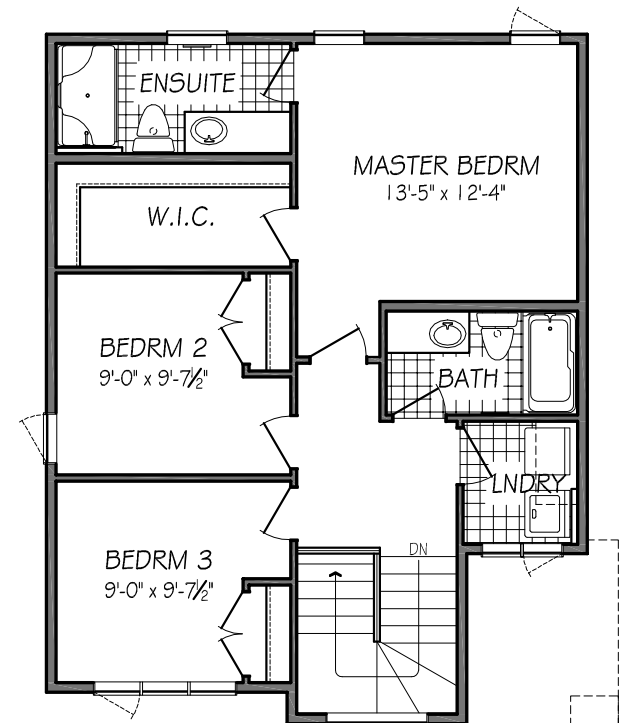 ENSUITE
MASTER BEDRM
13'-5" x 12'-4"
W.I.C.
BEDRM 2
9'-0" x 9'-7½"
BATH
LNDRY
DN
BEDRM 3
9'-0" x 9'-7½"